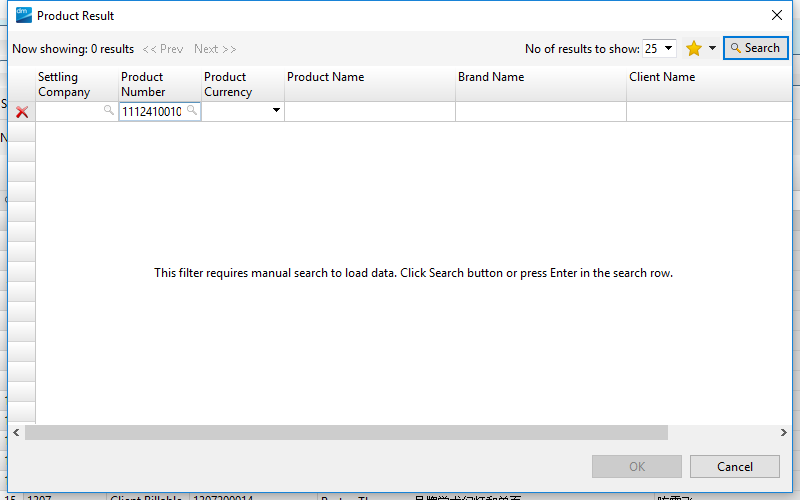 dm Product Result
Now showing: 0 results << Prev Next >> No of results to show: 25 Search
Settling Company Product Number Product Currency Product Name Brand Name Client Name
1112410010
This filter requires manual search to load data. Click Search button or press Enter in the search row.
OK Cancel